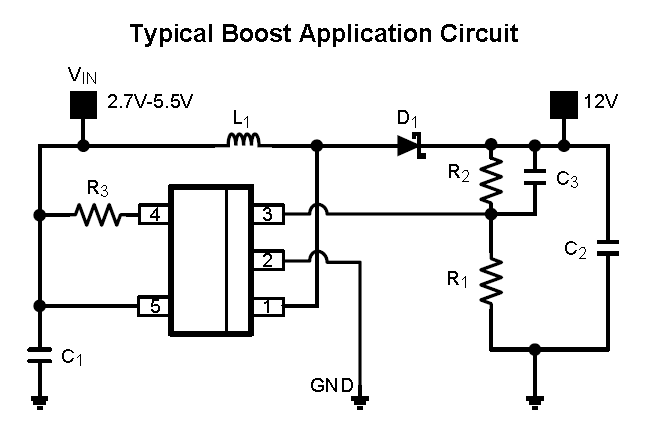 Typical Boost Application Circuit
VIN
2.7V-5.5V
12V
L1
D1
R2
C3
R3
4
3
C2
2
R1
5
1
C1
GND